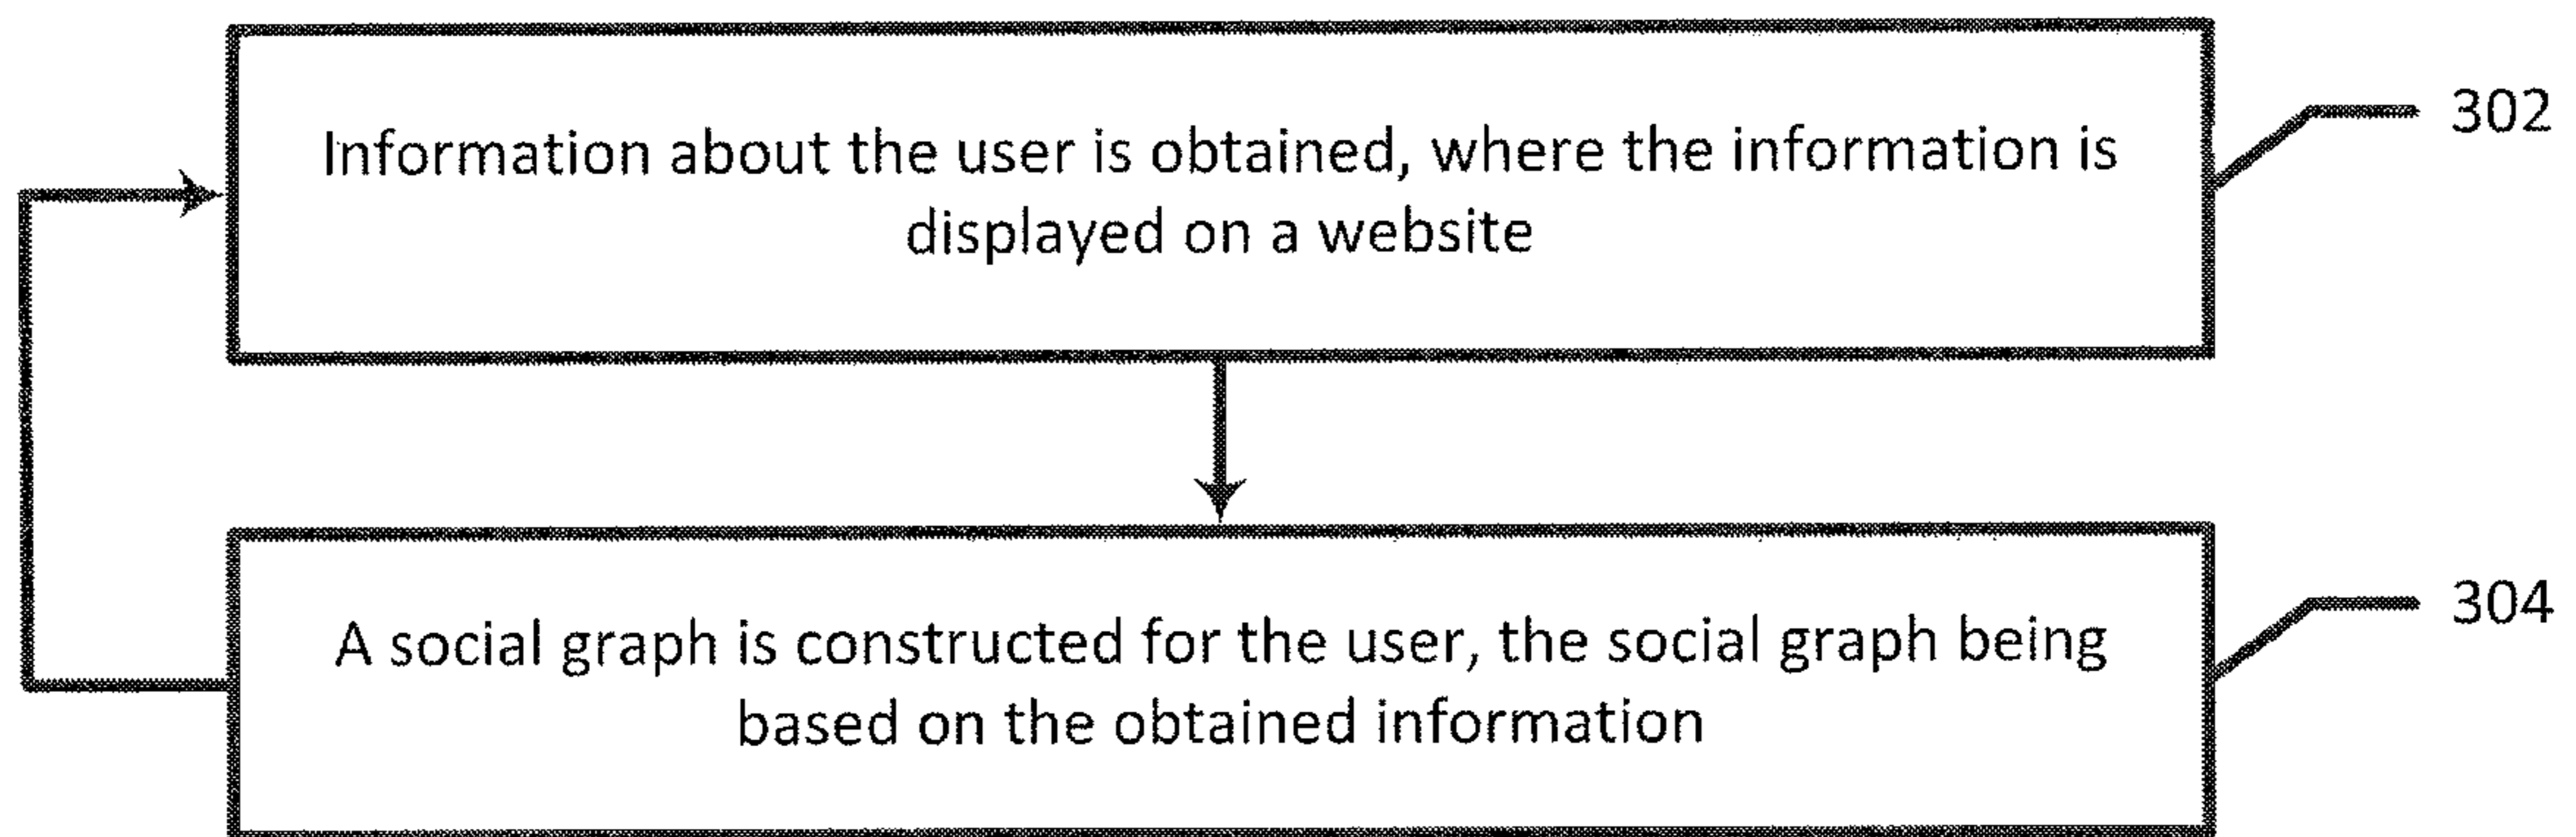 Information about the user is obtained, where the information is
displayed on a website
302
A social graph is constructed for the user, the social graph being
based on the obtained information
304